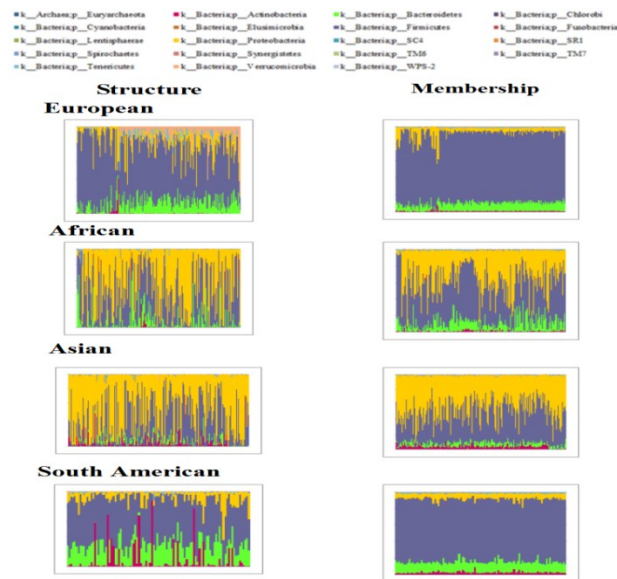 k__Archaea;p__Euryarchaeota k__Bacteria;p__Actinobacteria k__Bacteria;p__Bacteroidetes k__Bacteria;p__Chlorobi
k__Bacteria;p__Cyanobacteria k__Bacteria;p__Elusimicrobia k__Bacteria;p__Firmicutes k__Bacteria;p__Fusobacteria
k__Bacteria;p__Lentisphaerae k__Bacteria;p__Proteobacteria k__Bacteria;p__SC4 k__Bacteria;p__SR1
k__Bacteria;p__Spirochaetes k__Bacteria;p__Synergistetes k__Bacteria;p__TM6 k__Bacteria;p__TM7
k__Bacteria;p__Tenericutes k__Bacteria;p__Verrucomicrobia k__Bacteria;p__WPS-2
Structure Membership
European
African
Asian
South American